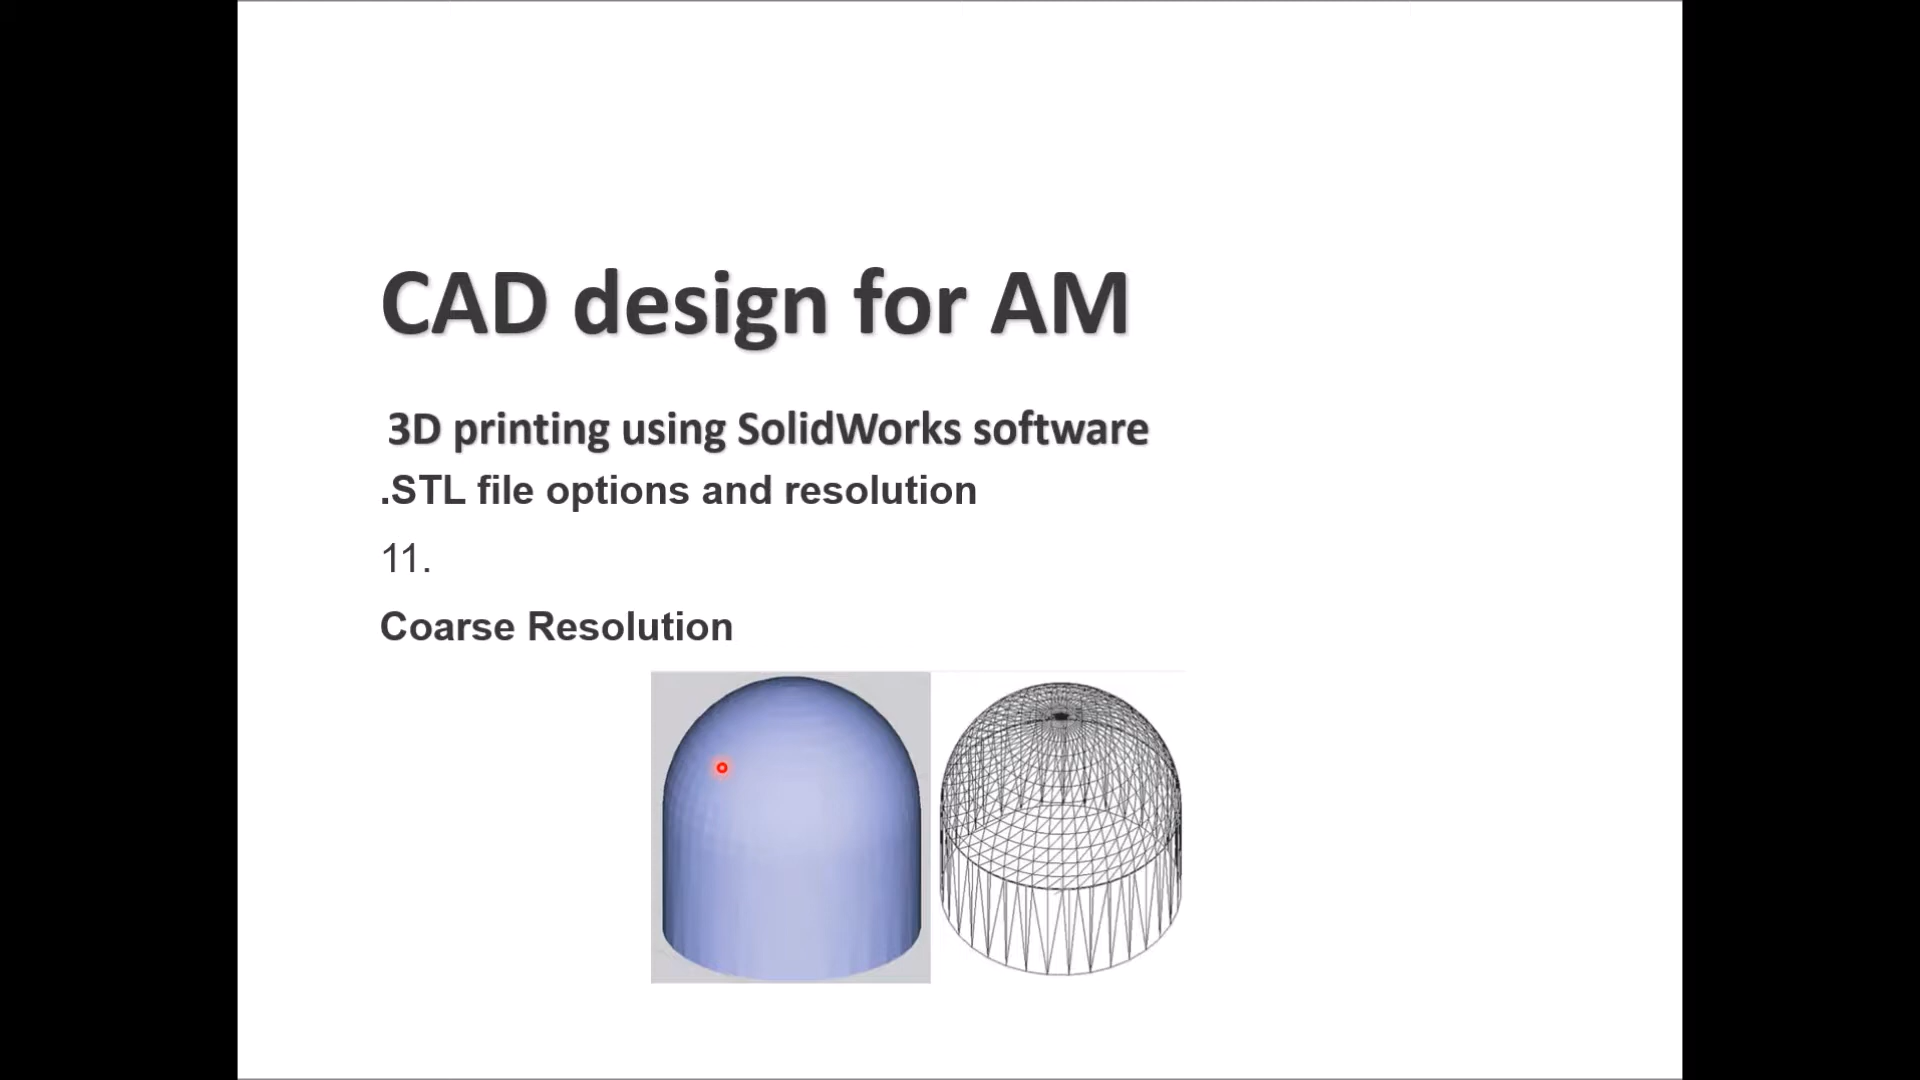 CAD design for AM
3D printing using SolidWorks software
.STL file options and resolution
11.
Coarse Resolution